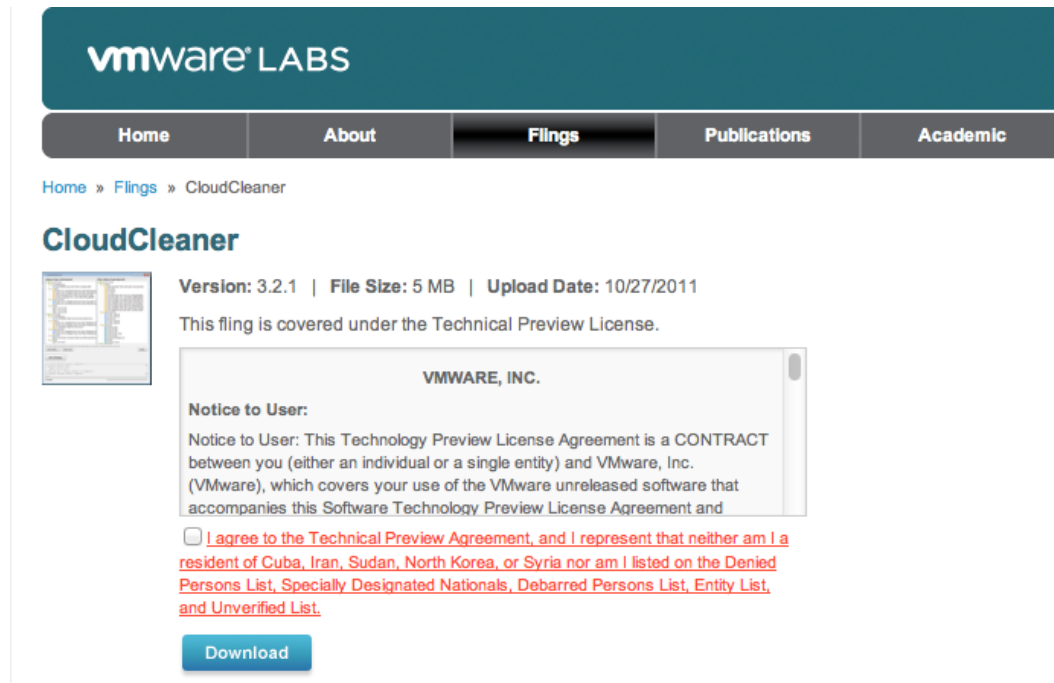 vmware® LABS
Home About Flings Publications Academic
Home » Flings » CloudCleaner
CloudCleaner
Version: 3.2.1 | File Size: 5 MB | Upload Date: 10/27/2011
This fling is covered under the Technical Preview License.
VMWARE, INC.
Notice to User:
Notice to User: This Technology Preview License Agreement is a CONTRACT
between you (either an individual or a single entity) and VMware, Inc.
(VMware), which covers your use of the VMware unreleased software that
accompanies this Software Technology Preview License Agreement and
I agree to the Technical Preview Agreement, and I represent that neither am I a
resident of Cuba, Iran, Sudan, North Korea, or Syria nor am I listed on the Denied
Persons List, Specially Designated Nationals, Debarred Persons List, Entity List,
and Unverified List.
Download